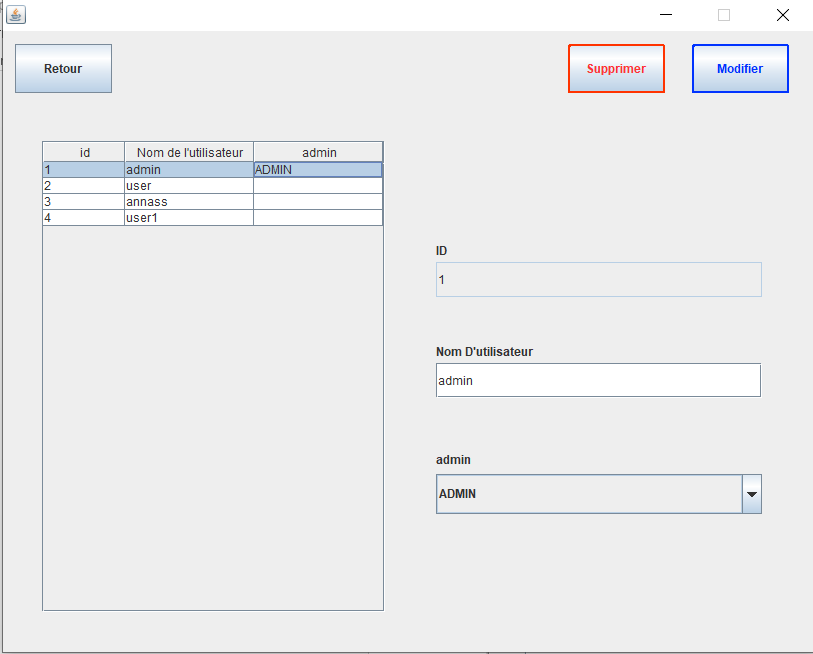 Retour
Supprimer
Modifier
id Nom de l'utilisateur admin
1 admin ADMIN
2 user
3 annass
4 user1
ID
1
Nom D'utilisateur
admin
admin
ADMIN